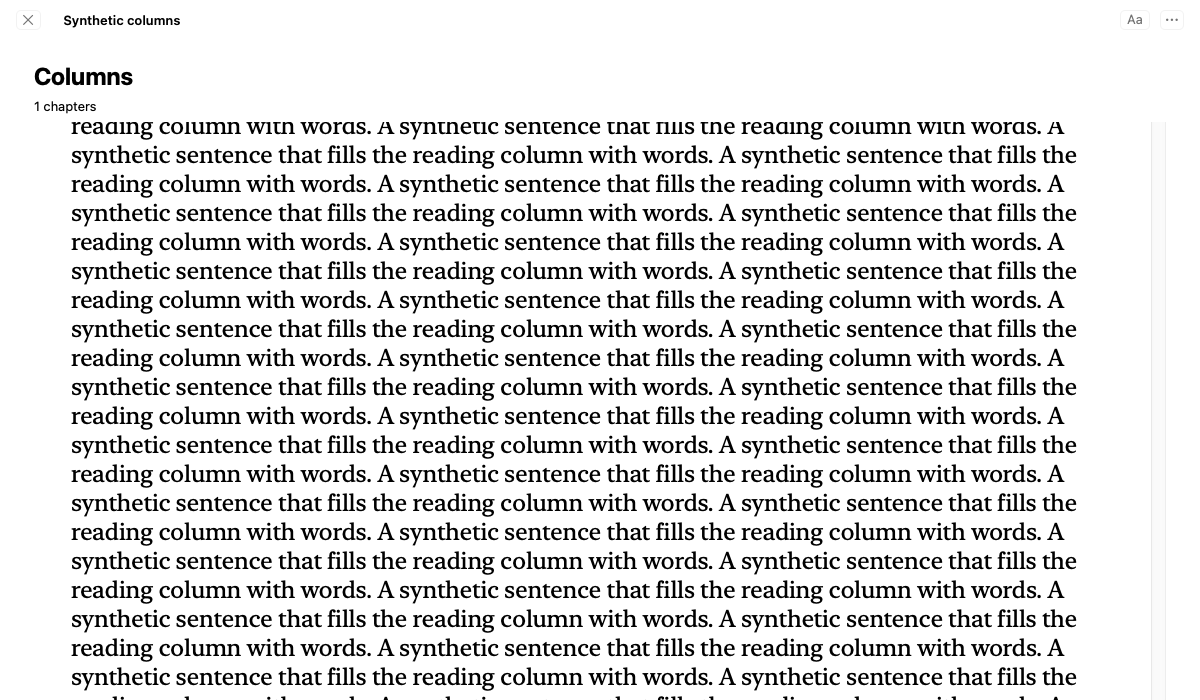 Synthetic columns
Aa
Columns
1 chapters
reading column with words. A synthetic sentence that fills the reading column with words. A
synthetic sentence that fills the reading column with words. A synthetic sentence that fills the
reading column with words. A synthetic sentence that fills the reading column with words. A
synthetic sentence that fills the reading column with words. A synthetic sentence that fills the
reading column with words. A synthetic sentence that fills the reading column with words. A
synthetic sentence that fills the reading column with words. A synthetic sentence that fills the
reading column with words. A synthetic sentence that fills the reading column with words. A
synthetic sentence that fills the reading column with words. A synthetic sentence that fills the
reading column with words. A synthetic sentence that fills the reading column with words. A
synthetic sentence that fills the reading column with words. A synthetic sentence that fills the
reading column with words. A synthetic sentence that fills the reading column with words. A
synthetic sentence that fills the reading column with words. A synthetic sentence that fills the
reading column with words. A synthetic sentence that fills the reading column with words. A
synthetic sentence that fills the reading column with words. A synthetic sentence that fills the
reading column with words. A synthetic sentence that fills the reading column with words. A
synthetic sentence that fills the reading column with words. A synthetic sentence that fills the
reading column with words. A synthetic sentence that fills the reading column with words. A
synthetic sentence that fills the reading column with words. A synthetic sentence that fills the
reading column with words. A synthetic sentence that fills the reading column with words. A
synthetic sentence that fills the reading column with words. A synthetic sentence that fills the